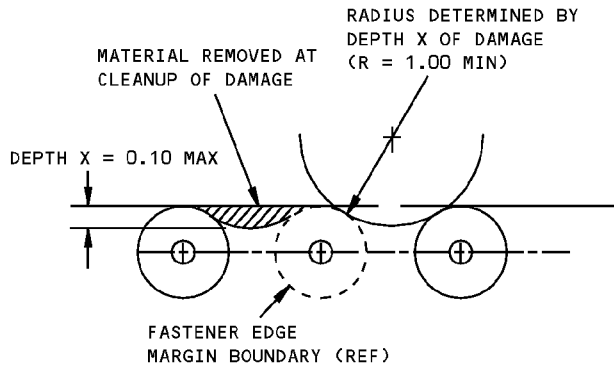 RADIUS DETERMINED BY
DEPTH X OF DAMAGE
(R = 1.00 MIN)
MATERIAL REMOVED AT
CLEANUP OF DAMAGE
DEPTH X = 0.10 MAX
FASTENER EDGE
MARGIN BOUNDARY (REF)